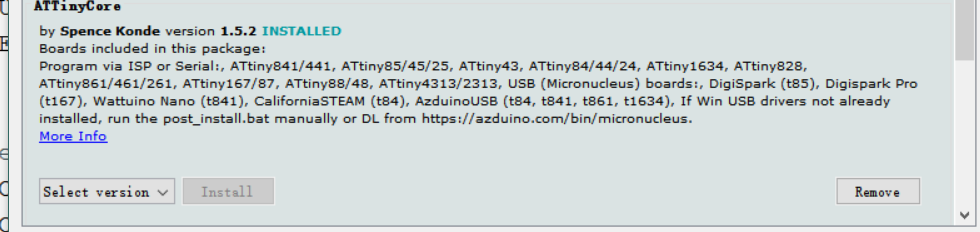 ATTinyCore
by Spence Konde version 1.5.2 INSTALLED
Boards included in this package:
Program via ISP or Serial:, ATtiny841/441, ATtiny85/45/25, ATtiny43, ATtiny84/44/24, ATtiny1634, ATtiny828,
ATtiny861/461/261, ATtiny167/87, ATtiny88/48, ATtiny4313/2313, USB (Micronucleus) boards:, DigiSpark (t85), Digispark Pro
(t167), Wattuino Nano (t841), CaliforniaSTEAM (t84), AzduinoUSB (t84, t841, t861, t1634), If Win USB drivers not already
installed, run the post_install.bat manually or DL from https://azduino.com/bin/micronucleus.
More Info
Select version Install Remove